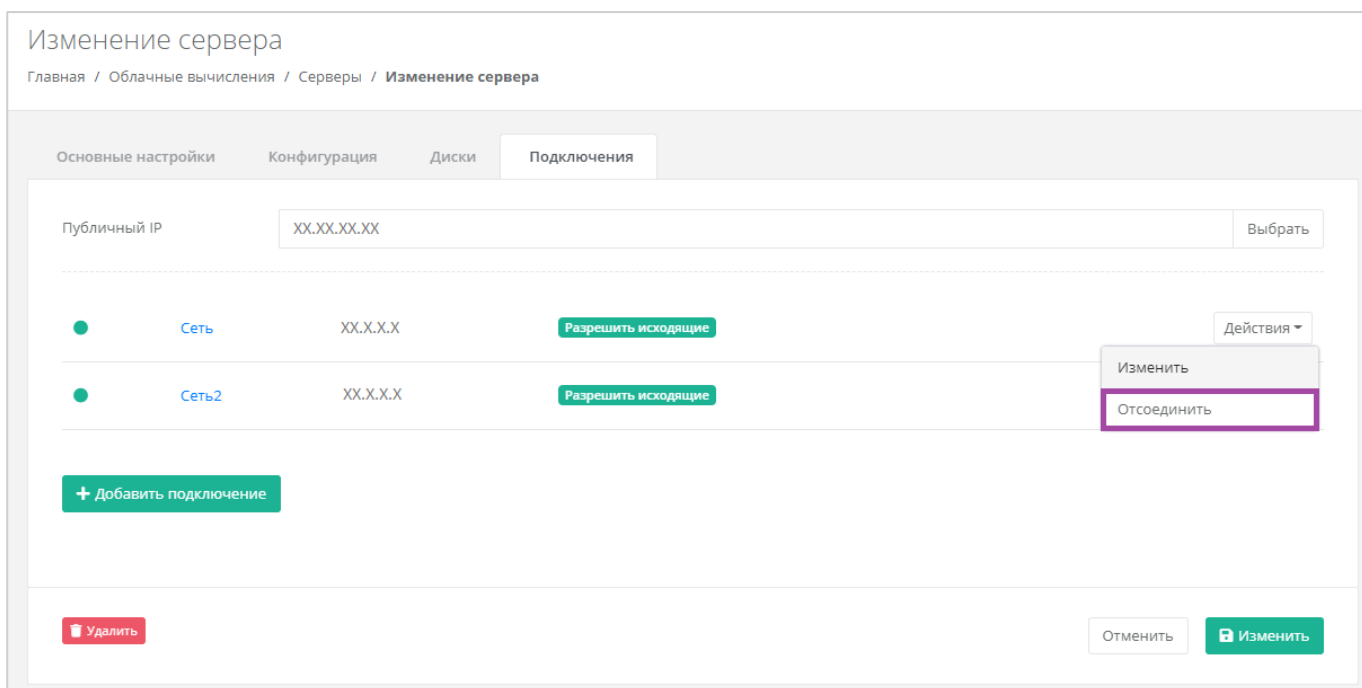 Изменение сервера
Главная / Облачные вычисления / Серверы / Изменение сервера
Основные настройки Конфигурация Диски Подключения
Публичный IP XX.XX.XX.XX Выбрать
Сеть XX.X.X.X Разрешить исходящие Действия
Изменить
Сеть2 XX.X.X.X Разрешить исходящие
Отсоединить
+ Добавить подключение
Удалить Отменить Изменить